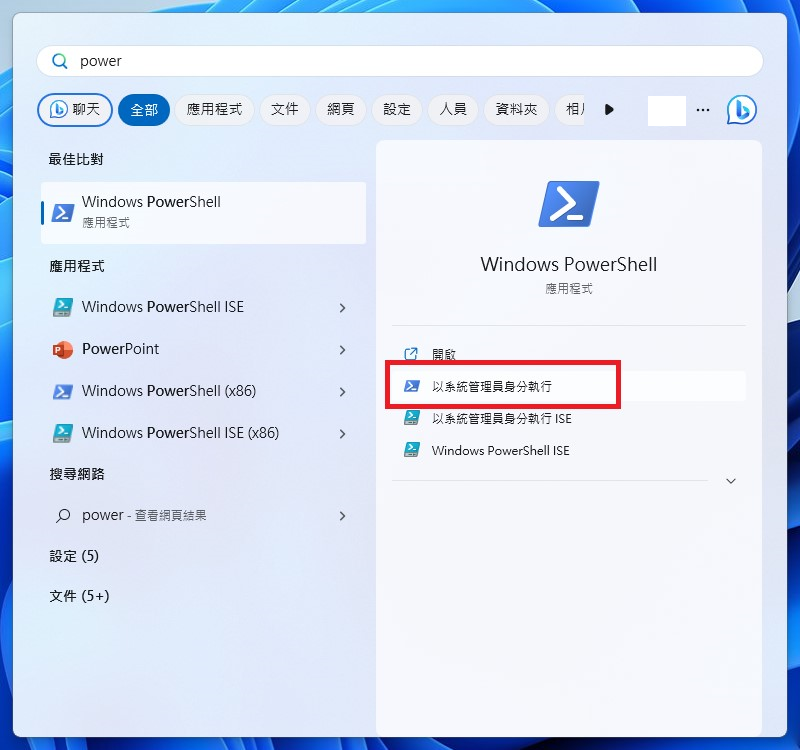 power
聊天 全部 應用程式 文件 網頁 設定 人員 資料夾
最佳比對
Windows PowerShell
應用程式
應用程式
Windows PowerShell ISE
PowerPoint
Windows PowerShell (x86)
Windows PowerShell ISE (x86)
搜尋網路
power - 查看網頁結果
設定 (5)
文件 (5+)
Windows PowerShell
應用程式
開啟
以系統管理員身分執行
以系統管理員身分執行 ISE
Windows PowerShell ISE